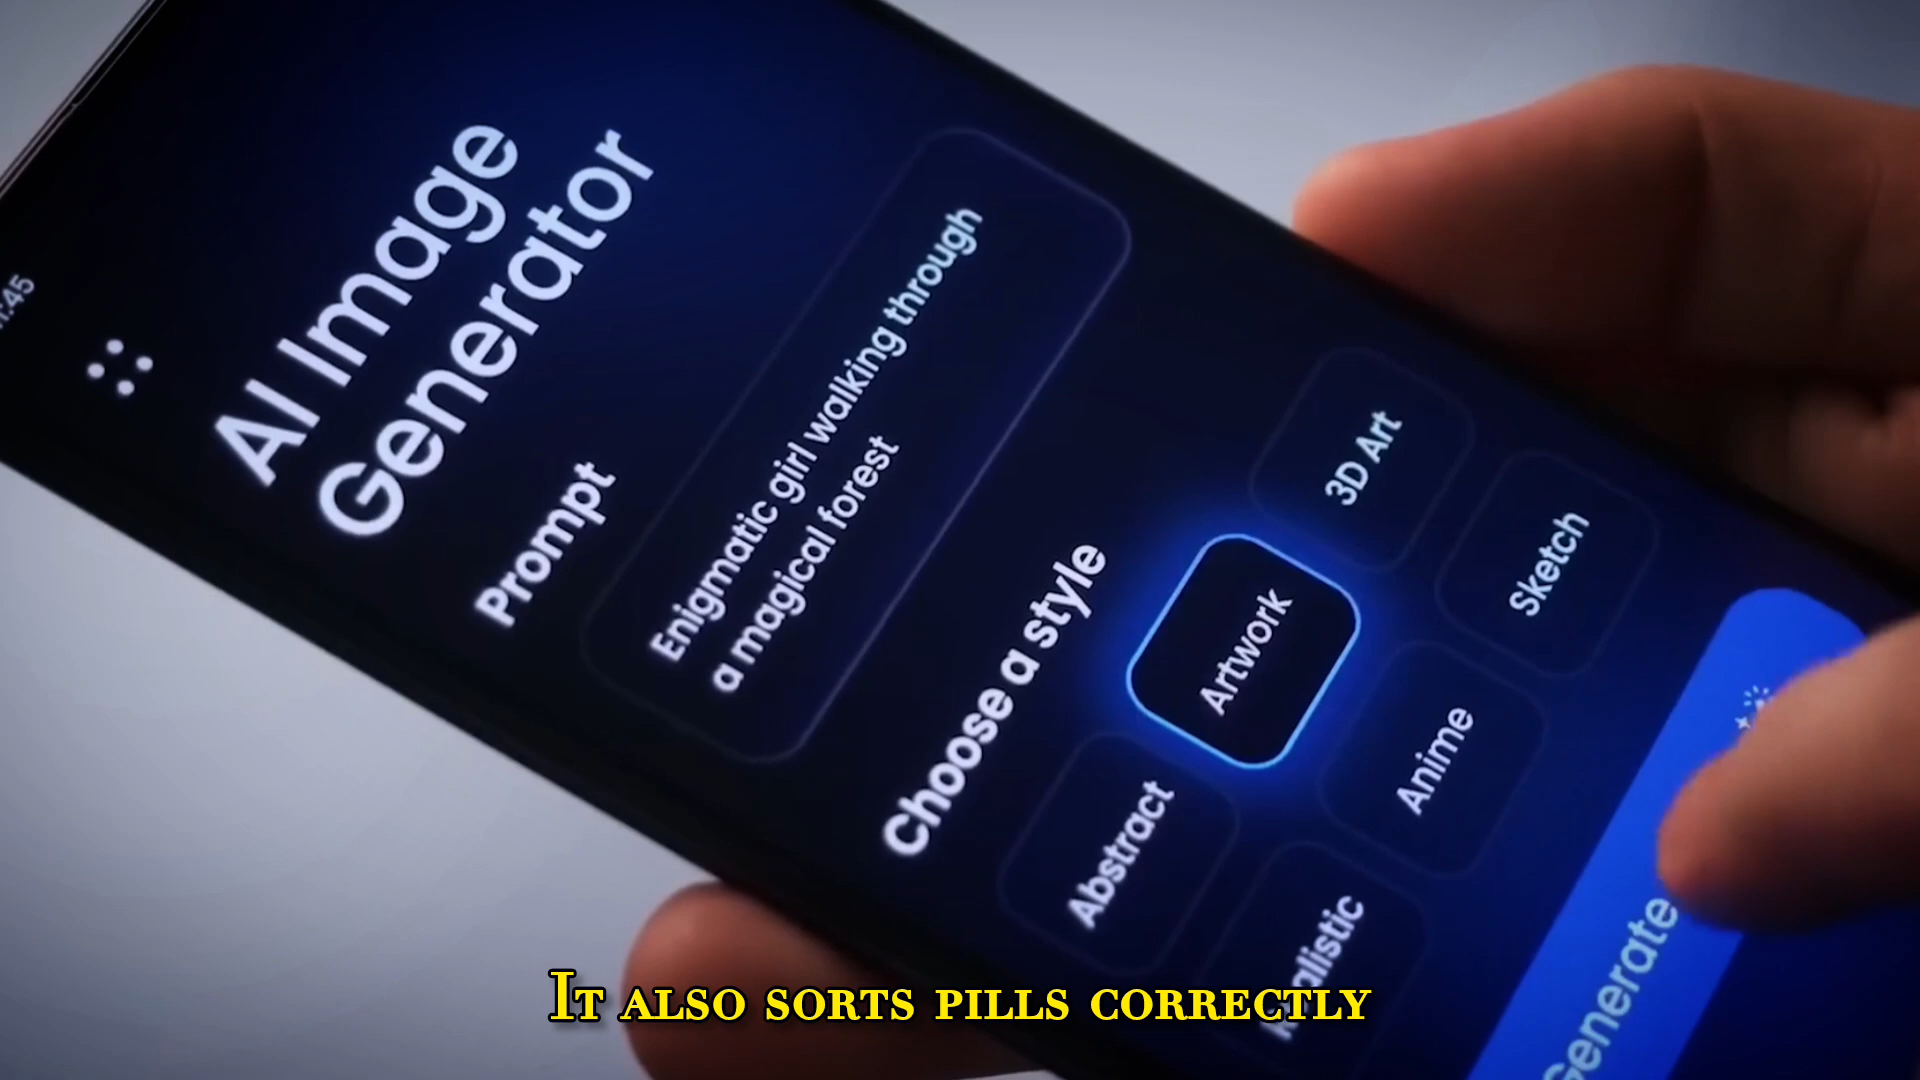 AI Image
Generator
Prompt
Enigmatic girl walking through
a magical forest
Choose a style
Abstract
Artwork
3D Art
Realistic
Anime
Sketch
Generate
It also sorts pills correctly